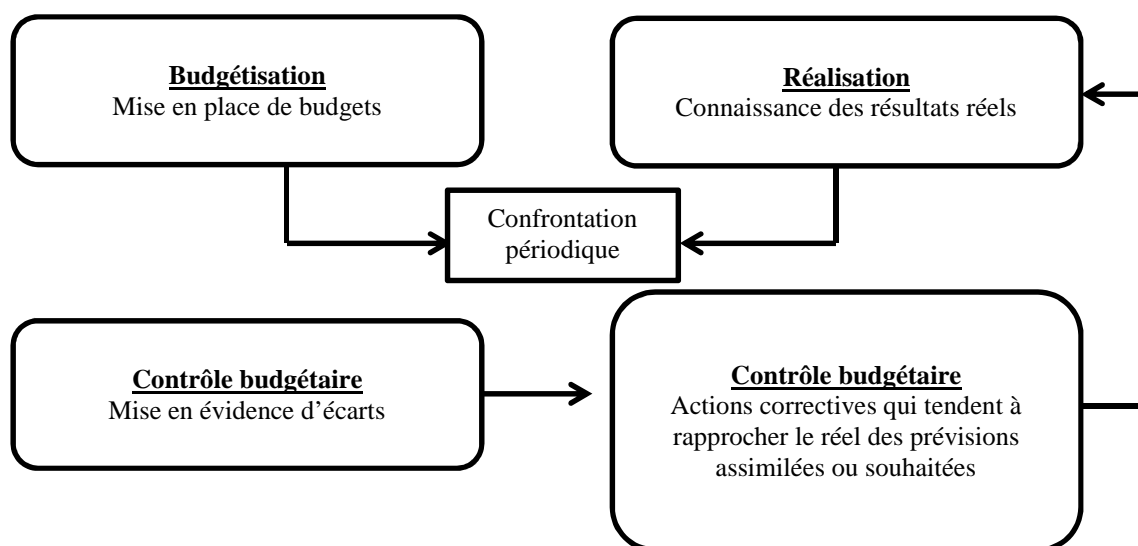 Budgétisation
Mise en place de budgets
Réalisation
Connaissance des résultats réels
Confrontation
périodique
Contrôle budgétaire
Mise en évidence d’écarts
Contrôle budgétaire
Actions correctives qui tendent à
rapprocher le réel des prévisions
assimilées ou souhaitées